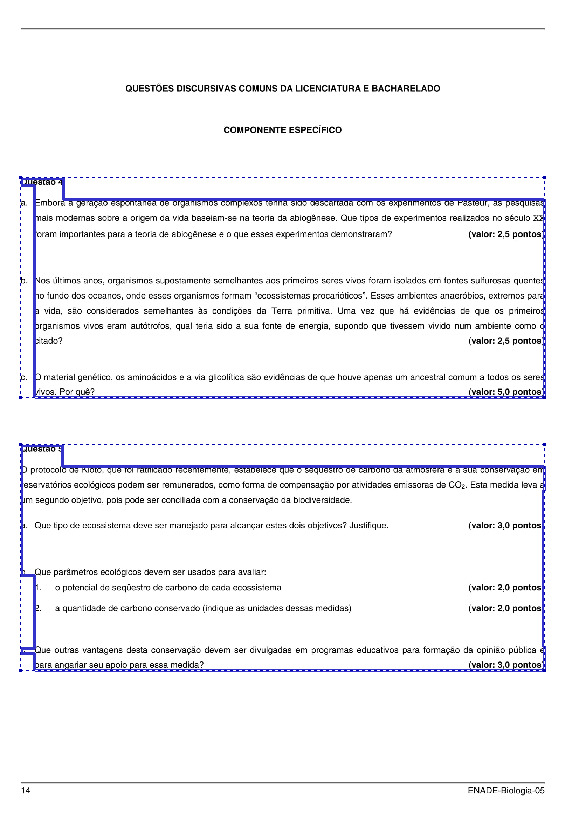 QUESTÕES DISCURSIVAS COMUNS DA LICENCIATURA E BACHARELADO
COMPONENTE ESPECÍFICO
Questão 4
a. Embora a geração espontânea de organismos complexos tenha sido descartada com os experimentos de Pasteur, as pesquisas
mais modernas sobre a origem da vida baseiam-se na teoria da abiogênese. Que tipos de experimentos realizados no século XX
foram importantes para a teoria de abiogênese e o que esses experimentos demonstraram? (valor: 2,5 pontos)
b. Nos últimos anos, organismos supostamente semelhantes aos primeiros seres vivos foram isolados em fontes sulfurosas quentes
no fundo dos oceanos, onde esses organismos formam "ecossistemas procarióticos". Esses ambientes anaeróbios, extremos para
a vida, são considerados semelhantes às condições da Terra primitiva. Uma vez que há evidências de que os primeiros
organismos vivos eram autótrofos, qual teria sido a sua fonte de energia, supondo que tivessem vivido num ambiente como o
citado? (valor: 2,5 pontos)
c. O material genético, os aminoácidos e a via glicolítica são evidências de que houve apenas um ancestral comum a todos os seres
vivos. Por quê? (valor: 5,0 pontos)
Questão 5
O protocolo de Kioto, que foi ratificado recentemente, estabelece que o seqüestro de carbono da atmosfera e a sua conservação em
reservatórios ecológicos podem ser remunerados, como forma de compensação por atividades emissoras de CO₂. Esta medida leva a
um segundo objetivo, pois pode ser conciliada com a conservação da biodiversidade.
a. Que tipo de ecossistema deve ser manejado para alcançar estes dois objetivos? Justifique. (valor: 3,0 pontos)
b. Que parâmetros ecológicos devem ser usados para avaliar:
1. o potencial de seqüestro de carbono de cada ecossistema (valor: 2,0 pontos)
2. a quantidade de carbono conservado (indique as unidades dessas medidas) (valor: 2,0 pontos)
c. Que outras vantagens desta conservação devem ser divulgadas em programas educativos para formação da opinião pública e
para angariar seu apoio para essa medida? (valor: 3,0 pontos)
14 ENADE-Biologia-05